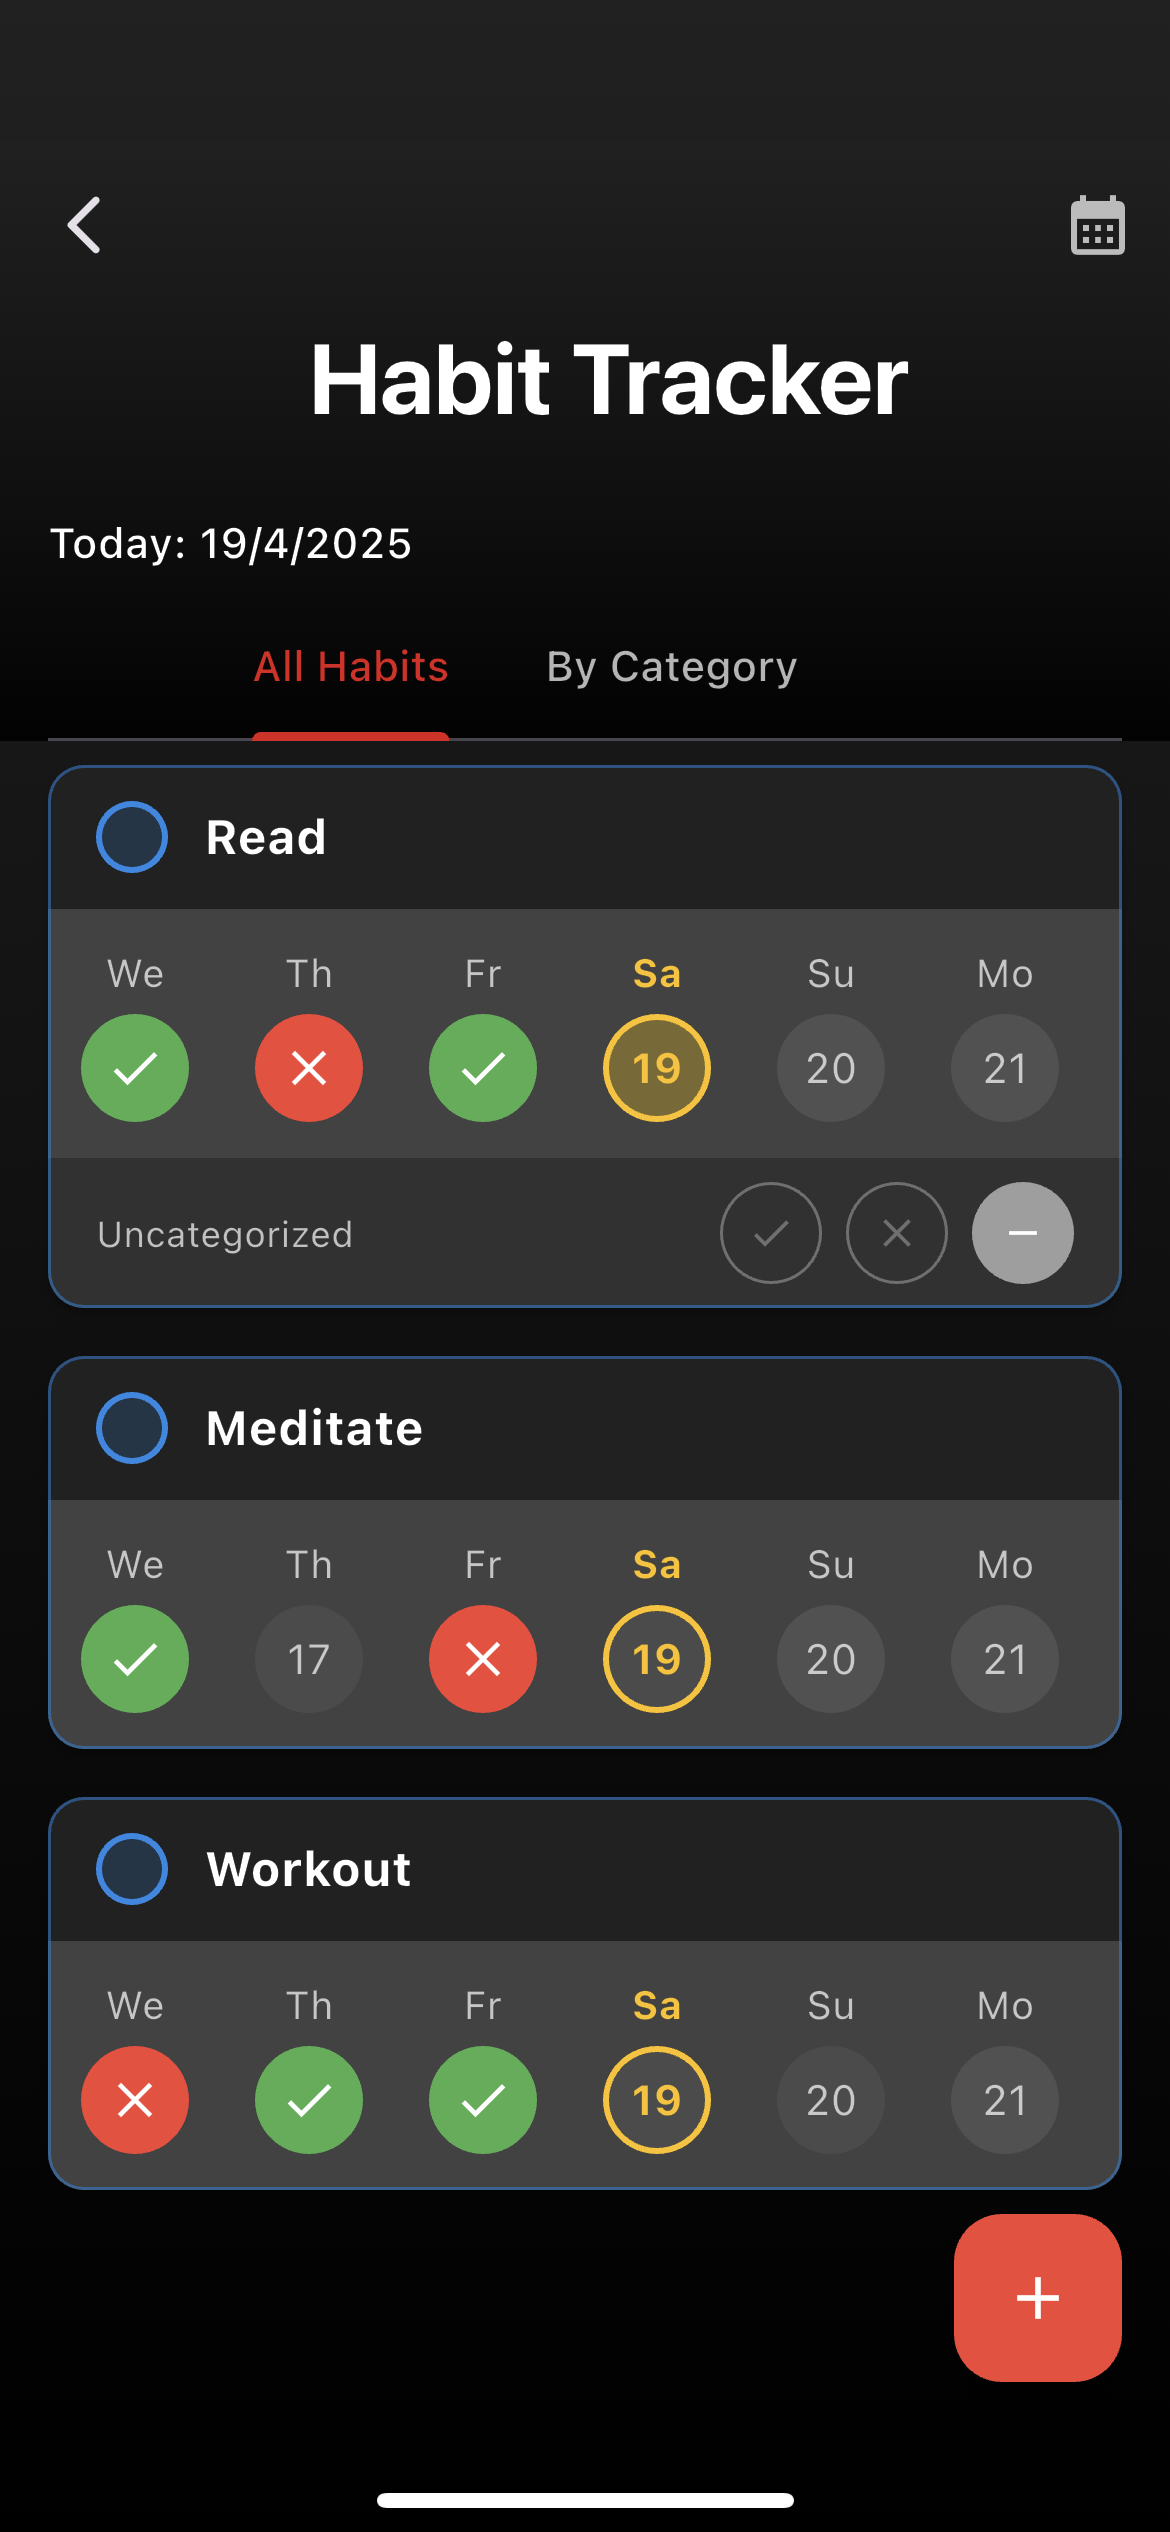 Habit Tracker
Today: 19/4/2025
All Habits By Category
Read
We Th Fr Sa Su Mo
19 20 21
Uncategorized
Meditate
We Th Fr Sa Su Mo
17 19 20 21
Workout
We Th Fr Sa Su Mo
19 20 21